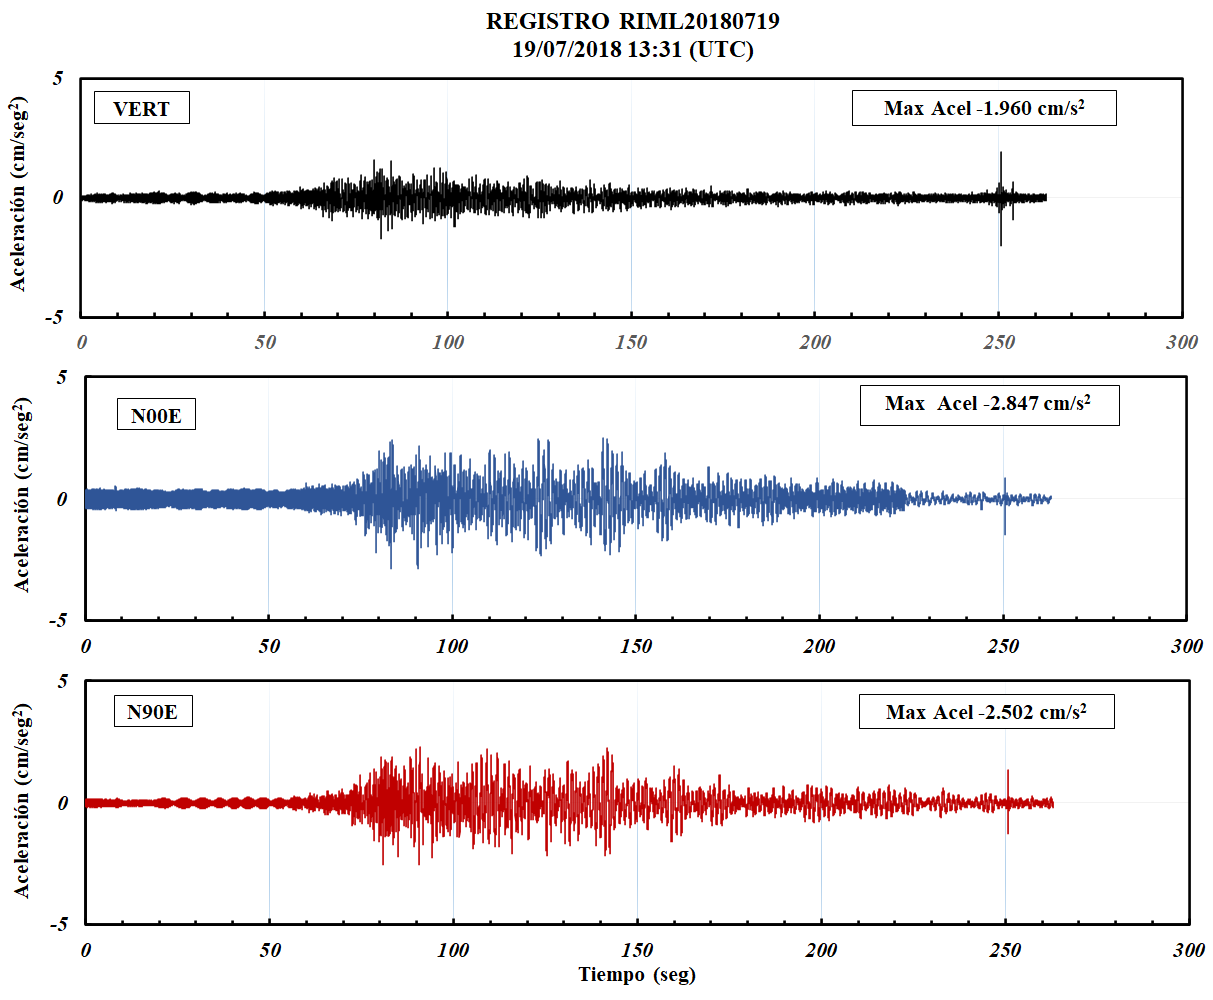 REGISTRO RIML20180719
19/07/2018 13:31 (UTC)
Aceleración (cm/seg²)
5
0
-5
VERT
Max Acel -1.960 cm/s²
0 50 100 150 200 250 300
Aceleración (cm/seg²)
5
0
-5
N00E
Max Acel -2.847 cm/s²
0 50 100 150 200 250 300
Aceleración (cm/seg²)
5
0
-5
N90E
Max Acel -2.502 cm/s²
0 50 100 150 200 250 300
Tiempo (seg)